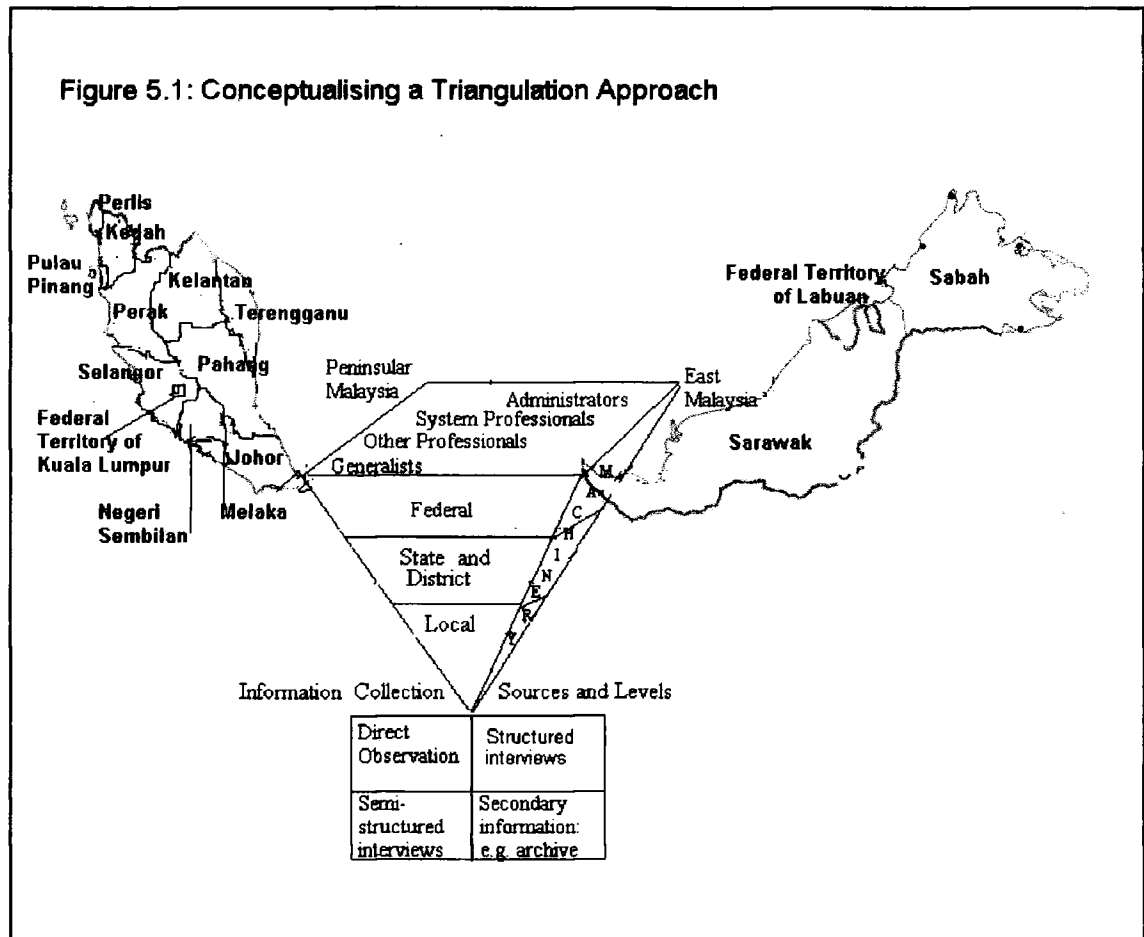 Figure 5.1: Conceptualising a Triangulation Approach
Perlis
Kedah
Pulau
Pinang
Kelantan
Perak
Terengganu
Selangor
Pahang
Federal
Territory of
Kuala Lumpur
Johor
Negeri
Sembilan
Melaka
Federal Territory
of Labuan
Sabah
Sarawak
Peninsular
Malaysia
East
Malaysia
Administrators
System Professionals
Other Professionals
Generalists
Federal
State and
District
Local
MACHINERY
Information Collection
Sources and Levels
Direct
Observation
Structured
interviews
Semi-
structured
interviews
Secondary
information:
e.g. archive